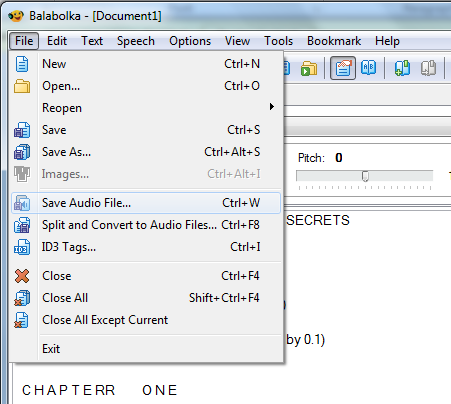 Balabolka - [Document1]
File Edit Text Speech Options View Tools Bookmark Help
New Ctrl+N
Open... Ctrl+O
Reopen
Save Ctrl+S
Save As... Ctrl+Alt+S
Images... Ctrl+Alt+I
Save Audio File... Ctrl+W
Split and Convert to Audio Files... Ctrl+F8
ID3 Tags... Ctrl+I
Close Ctrl+F4
Close All Shift+Ctrl+F4
Close All Except Current
Exit
Pitch: 0
SECRETS
by 0.1)
CHAPTERR ONE